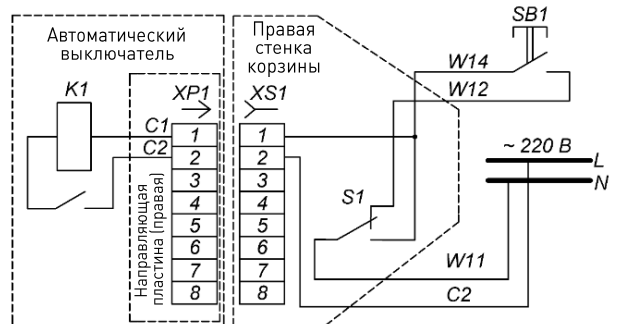 Автоматический
выключатель
K1
C1
C2
XP1
1
2
3
4
5
6
7
8
Направляющая
пластина (правая)
Правая
стенка
корзины
XS1
1
2
3
4
5
6
7
8
S1
SB1
W14
W12
~ 220 В
L
N
W11
C2